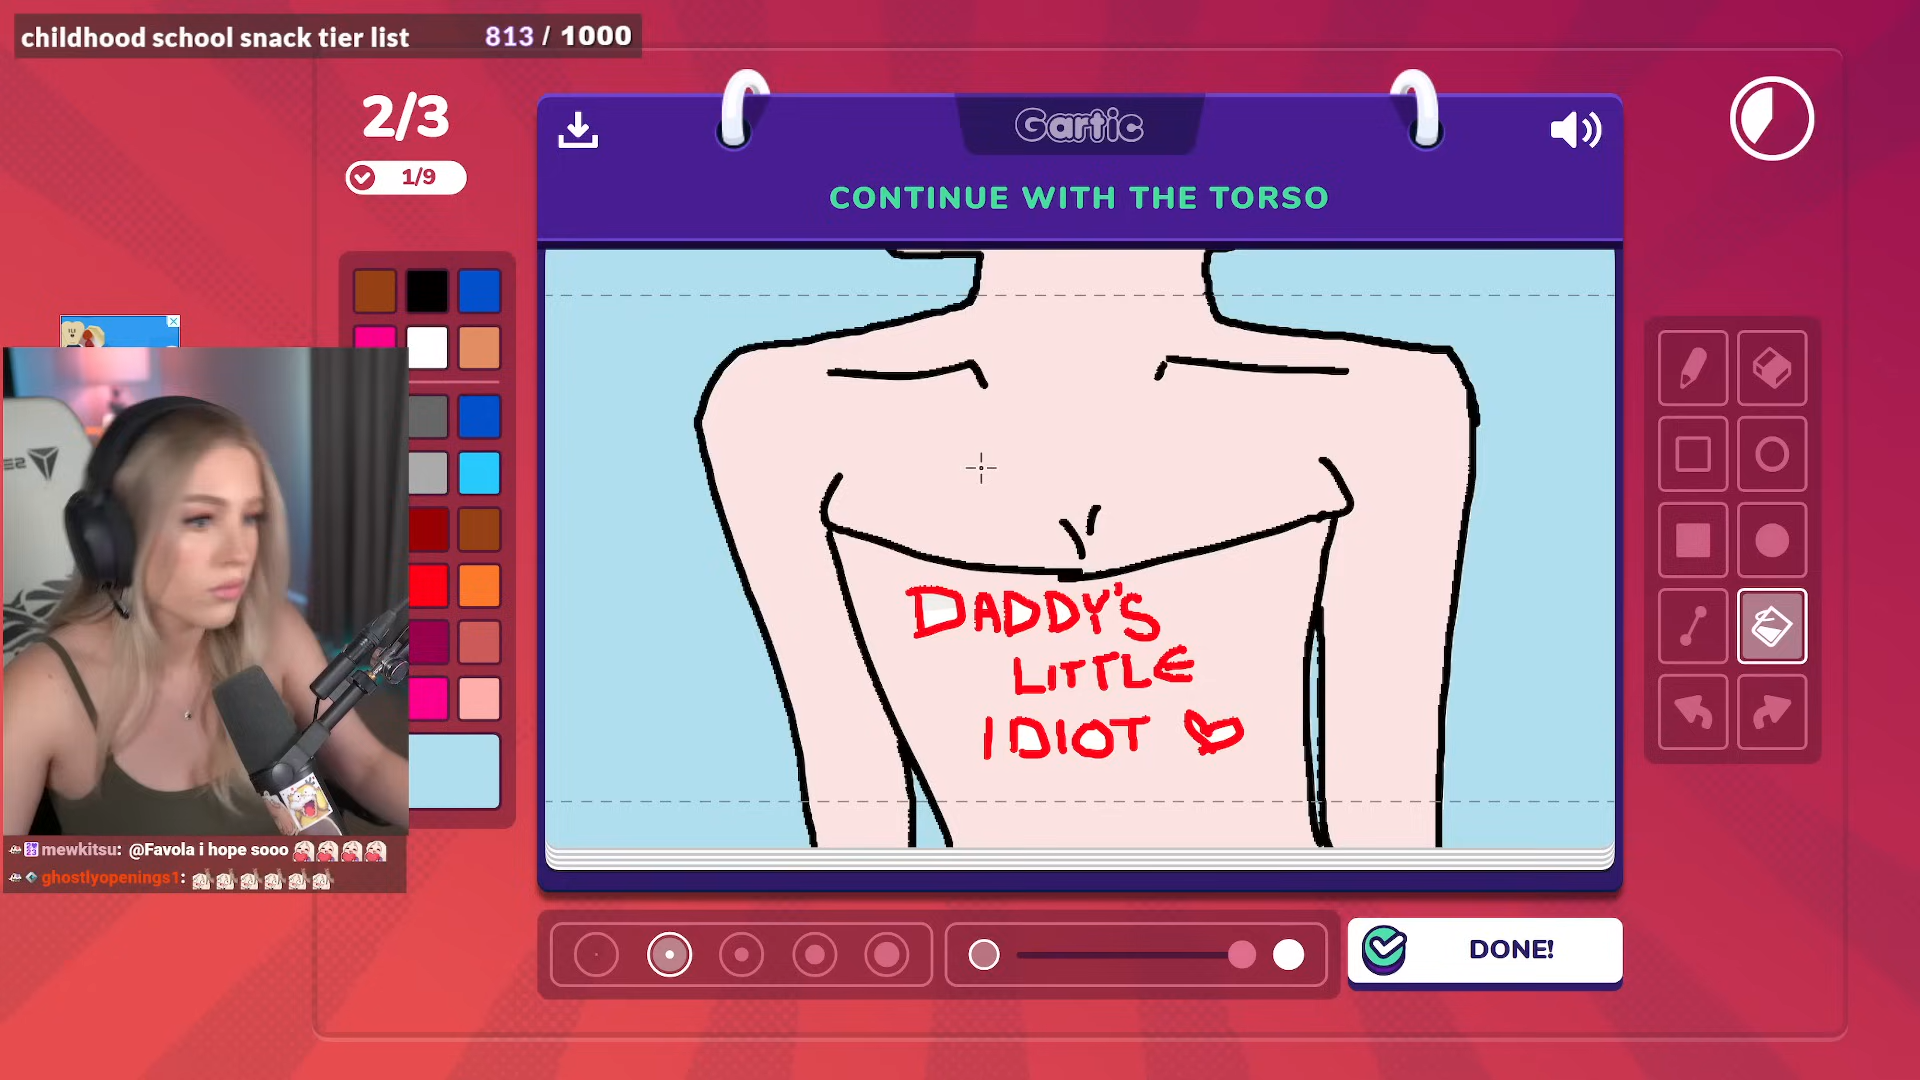 childhood school snack tier list 813 / 1000
2/3
1/9
Gartic
CONTINUE WITH THE TORSO
DADDY'S
LITTLE
IDIOT
mewkitsu: @Favola i hope sooo
ghostlyopenings1:
DONE!